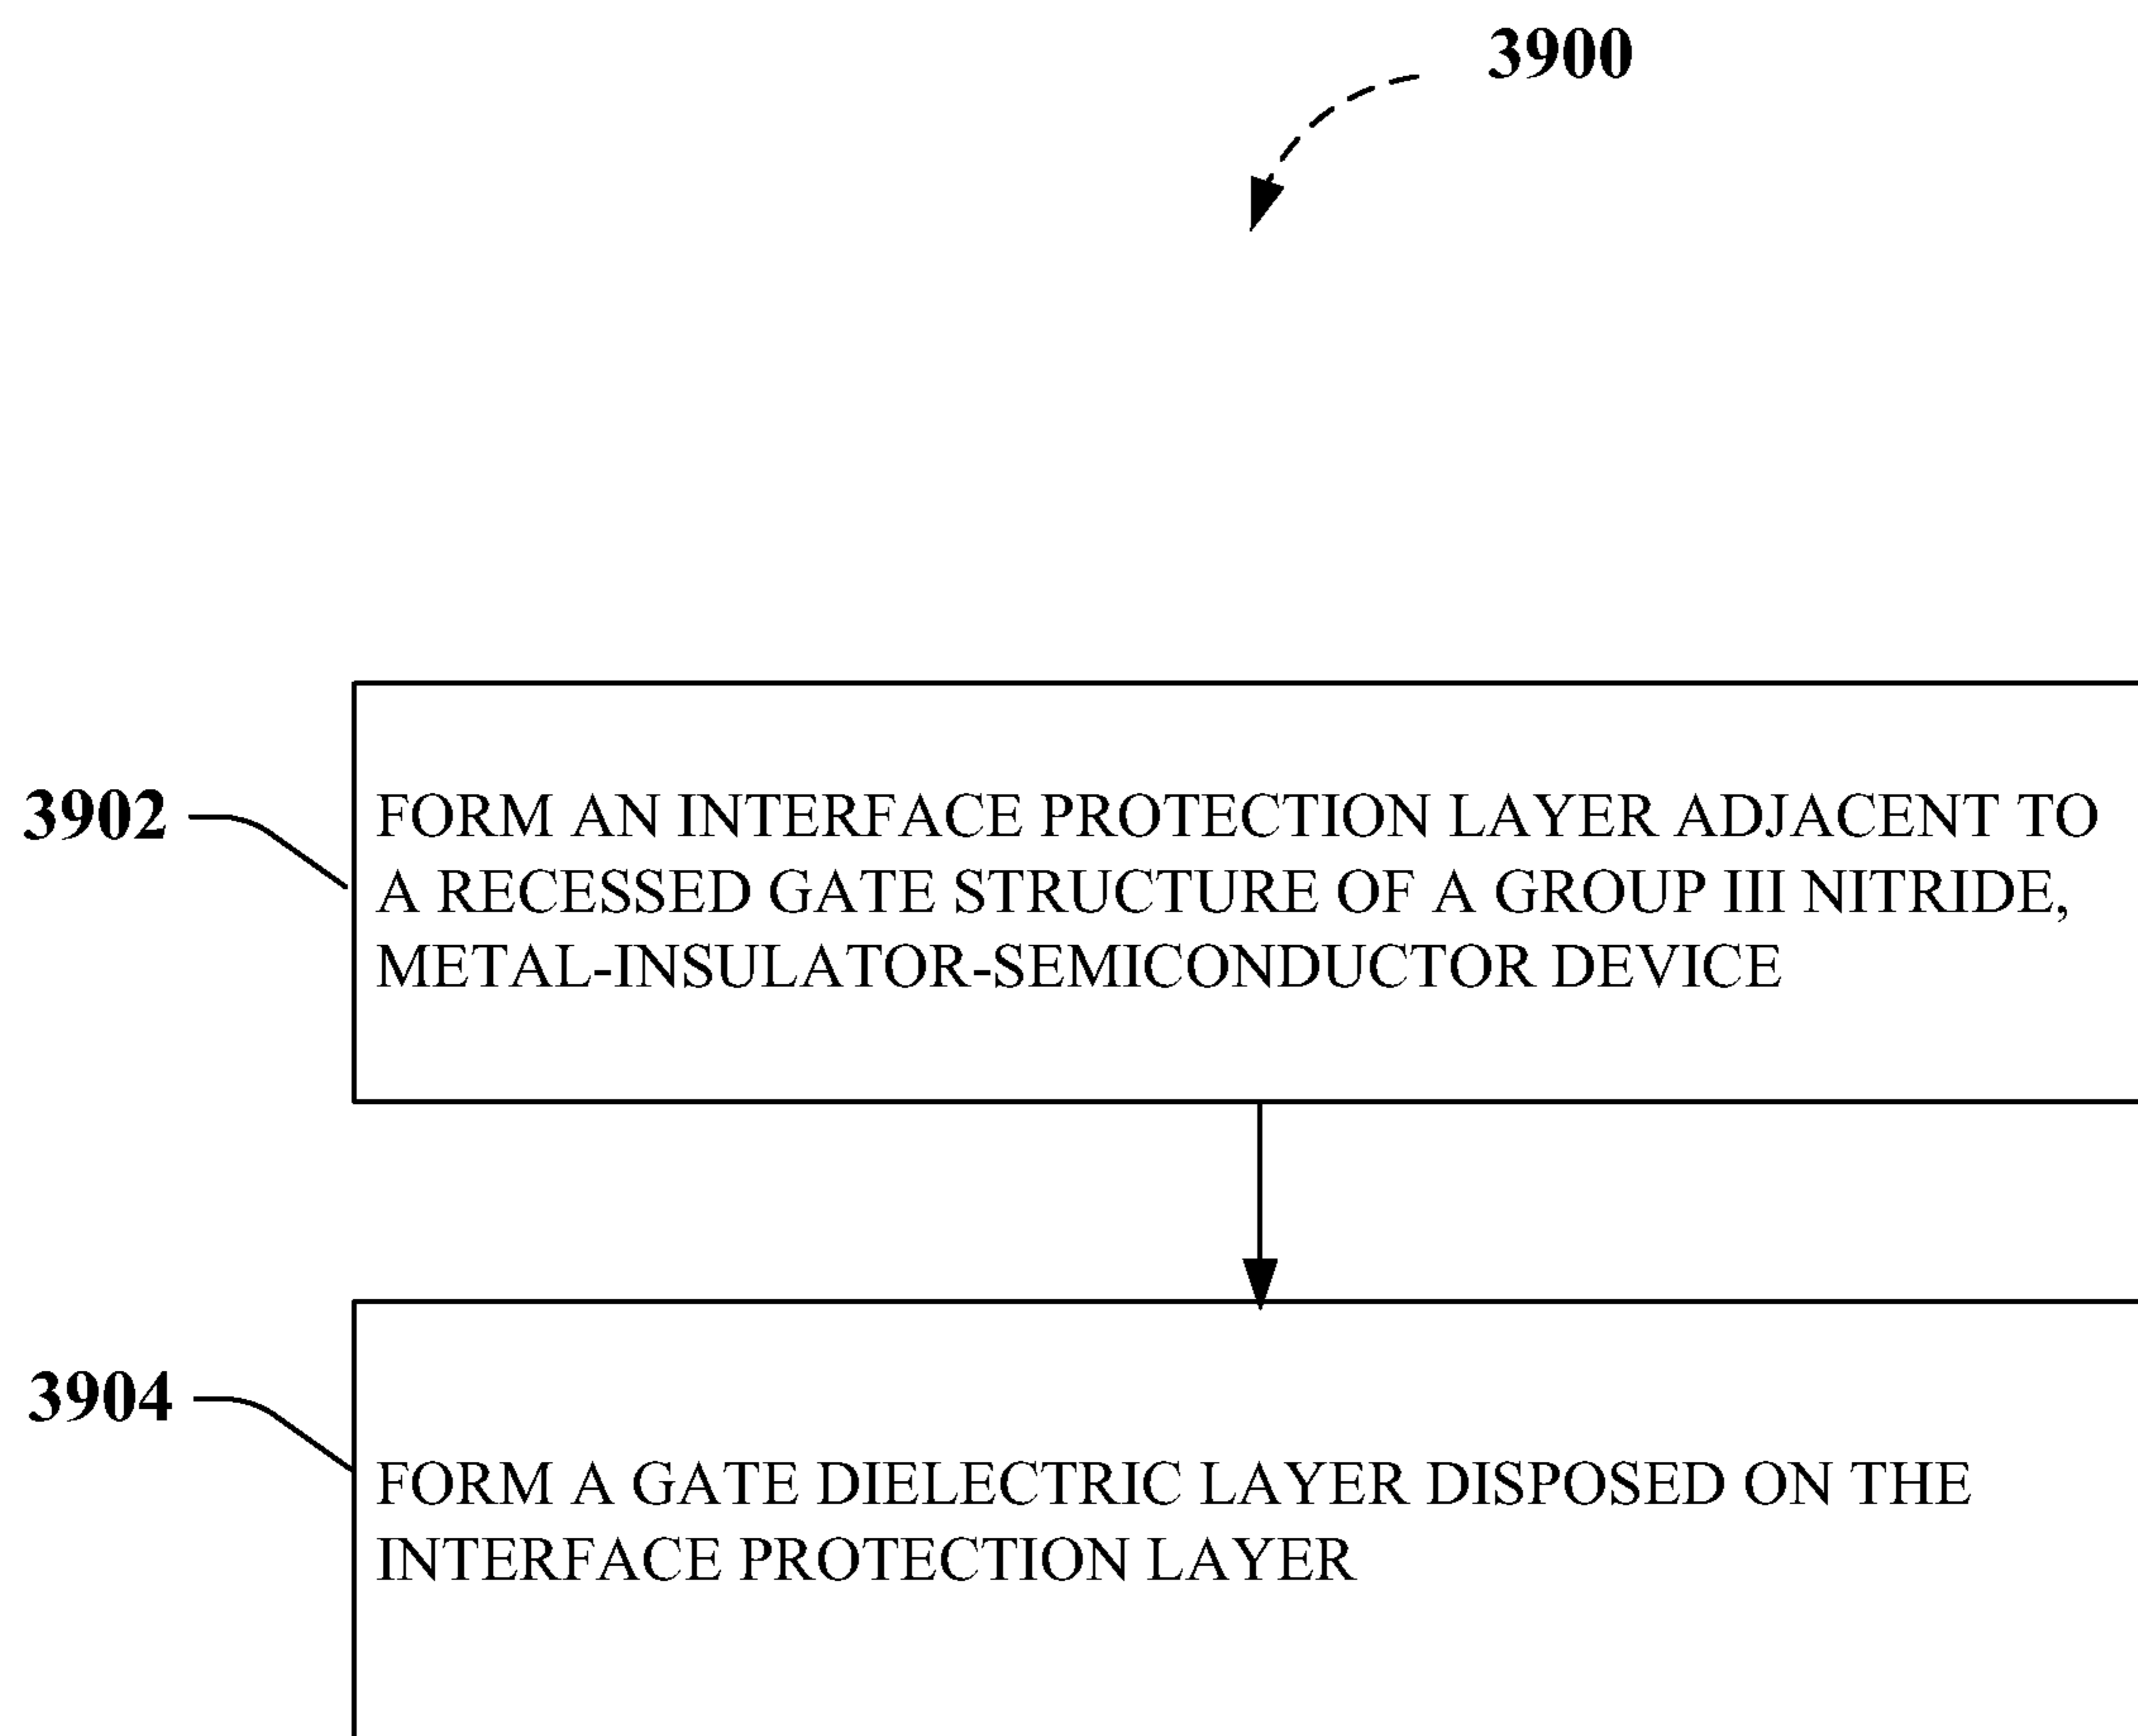 3900
3902
FORM AN INTERFACE PROTECTION LAYER ADJACENT TO
A RECESSED GATE STRUCTURE OF A GROUP III NITRIDE,
METAL-INSULATOR-SEMICONDUCTOR DEVICE
3904
FORM A GATE DIELECTRIC LAYER DISPOSED ON THE
INTERFACE PROTECTION LAYER